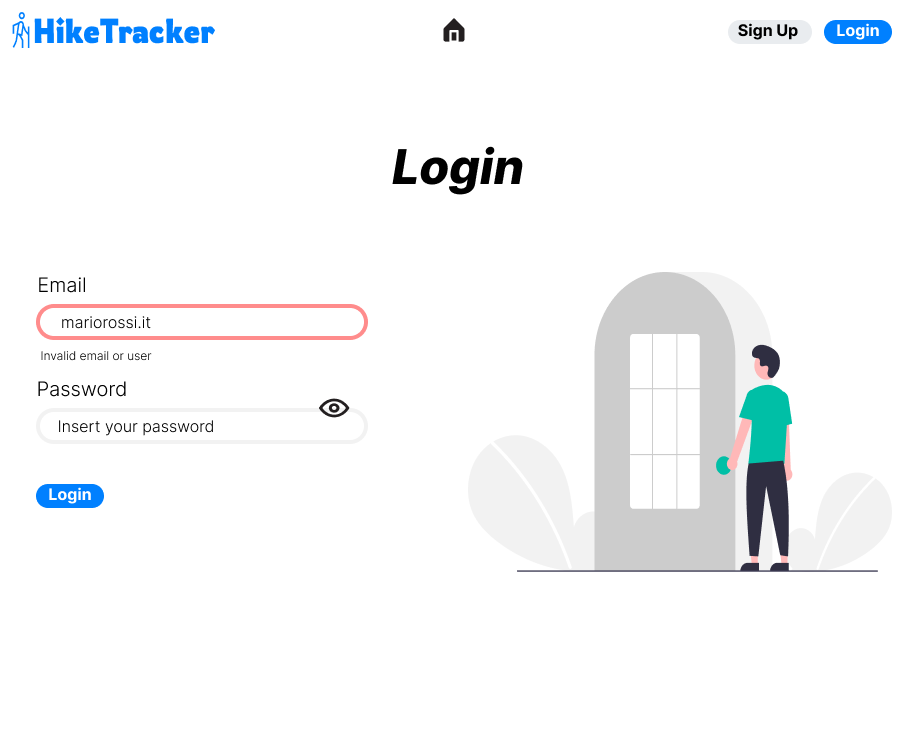 HikeTracker
Sign Up
Login
Login
Email
mariorossi.it
Invalid email or user
Password
Insert your password
Login